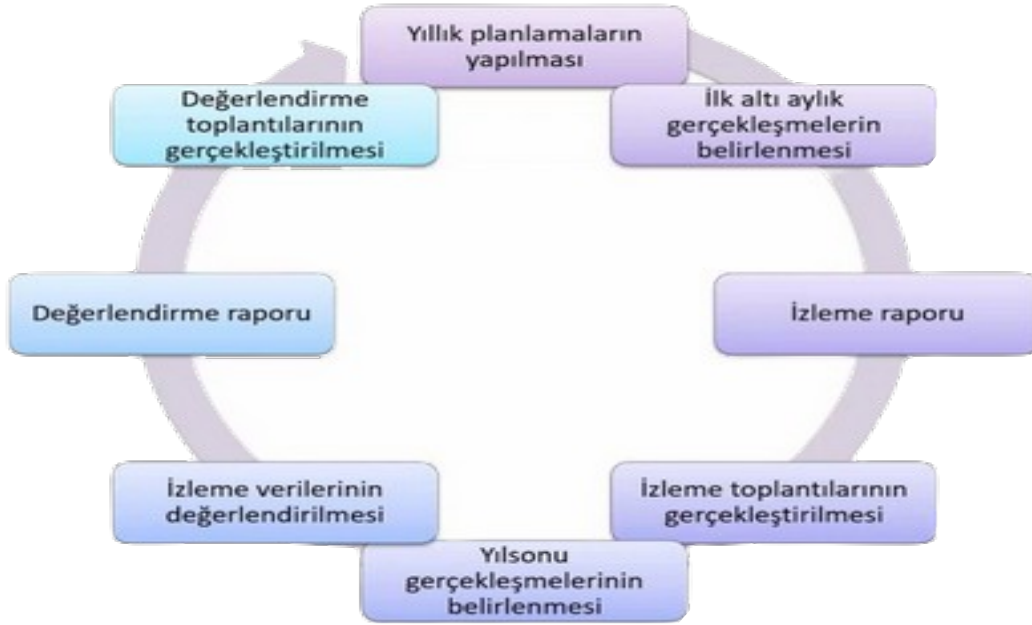 Yıllık planlamaların
yapılması
İlk altı aylık
gerçekleşmelerin
belirlenmesi
İzleme raporu
İzleme toplantılarının
gerçekleştirilmesi
Yılsonu
gerçekleşmelerinin
belirlenmesi
İzleme verilerinin
değerlendirilmesi
Değerlendirme raporu
Değerlendirme
toplantılarının
gerçekleştirilmesi